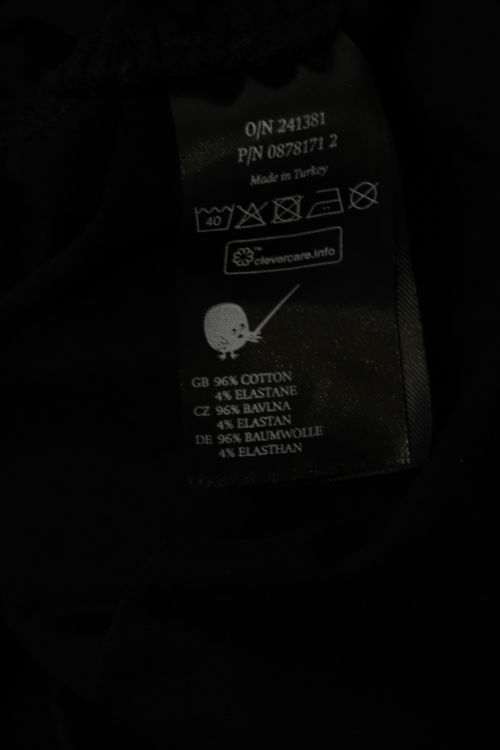 O/N 241381
P/N 0878171 2
Made in Turkey
40
™
clevercare.info
GB 96% COTTON
4% ELASTANE
CZ 96% BAVLNA
4% ELASTAN
DE 96% BAUMWOLLE
4% ELASTHAN